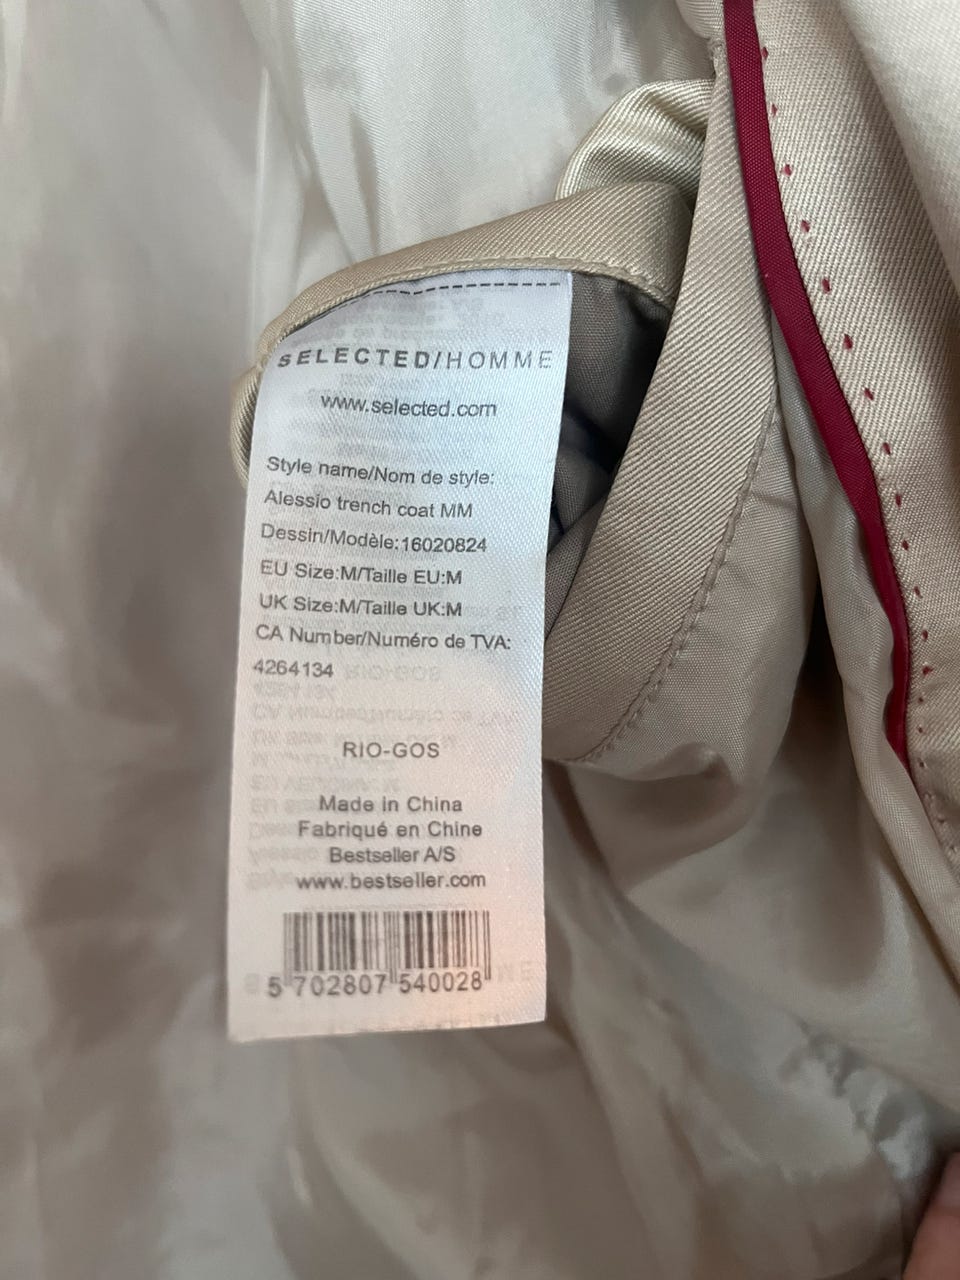 SELECTED/HOMME
www.selected.com
Style name/Nom de style:
Alessio trench coat MM
Dessin/Modèle:16020824
EU Size:M/Taille EU:M
UK Size:M/Taille UK:M
CA Number/Numéro de TVA:
4264134
RIO-GOS
Made in China
Fabriqué en Chine
Bestseller A/S
www.bestseller.com
5 702807 540028